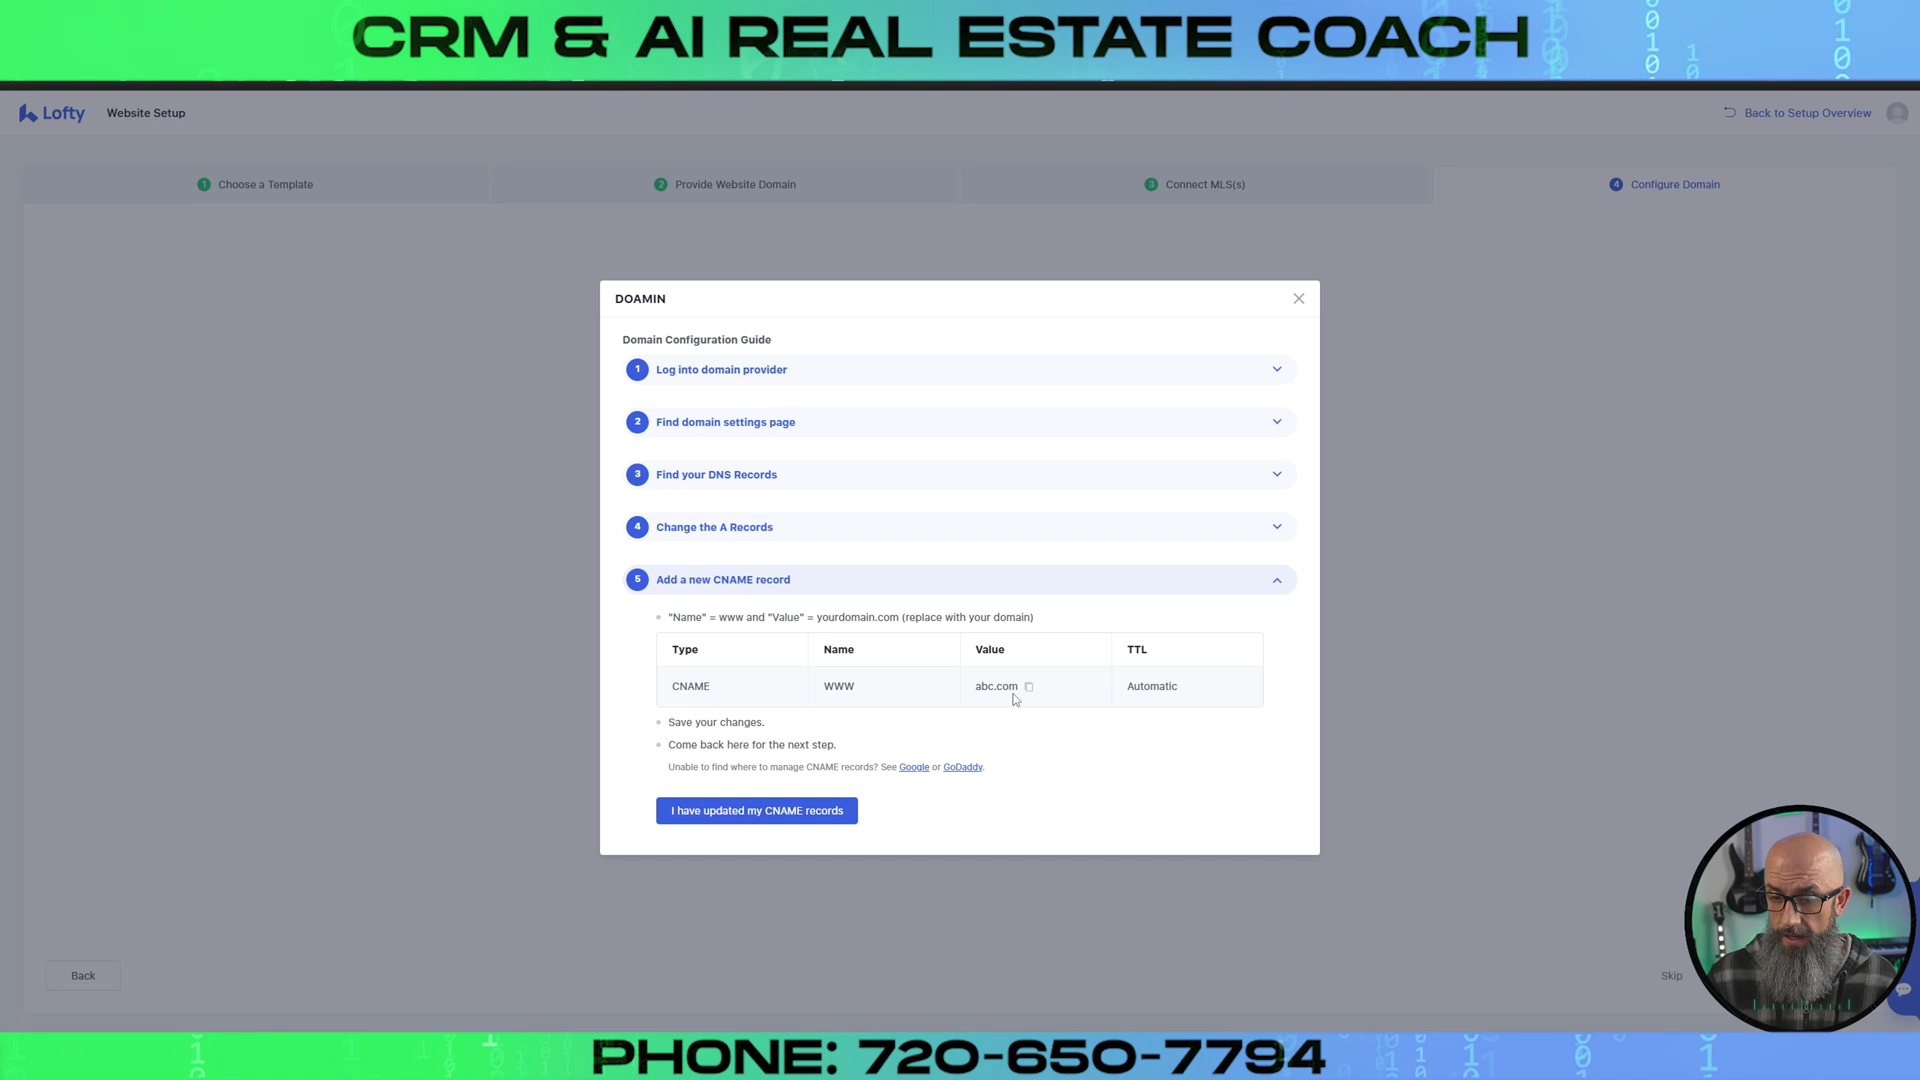 CRM & AI REAL ESTATE COACH
Lofty
Website Setup
Back to Setup Overview
1 Choose a Template
2 Provide Website Domain
3 Connect MLS(s)
4 Configure Domain
DOAMIN
Domain Configuration Guide
1 Log into domain provider
2 Find domain settings page
3 Find your DNS Records
4 Change the A Records
5 Add a new CNAME record
"Name" = www and "Value" = yourdomain.com (replace with your domain)
Type Name Value TTL
CNAME WWW abc.com Automatic
Save your changes.
Come back here for the next step.
Unable to find where to manage CNAME records? See Google or GoDaddy.
I have updated my CNAME records
Back
Skip
PHONE: 720-650-7794